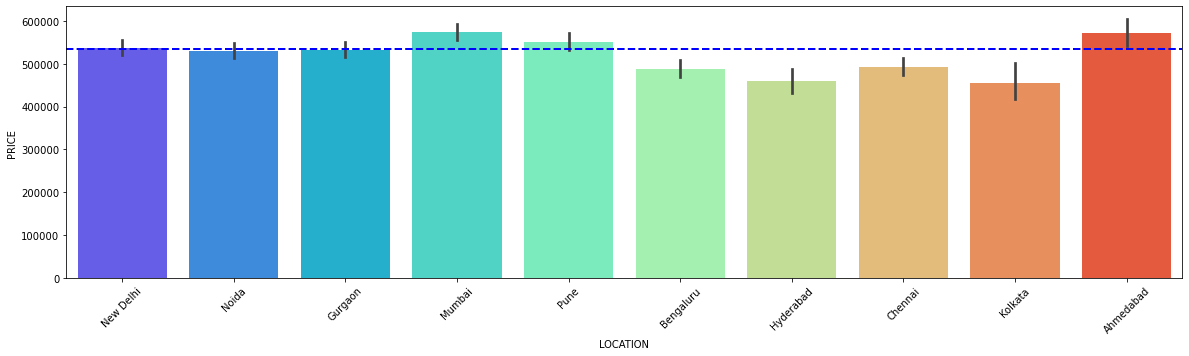 600000
500000
400000
300000
200000
100000
0
PRICE
New Delhi
Noida
Gurgaon
Mumbai
Pune
Bengaluru
Hyderabad
Chennai
Kolkata
Ahmedabad
LOCATION